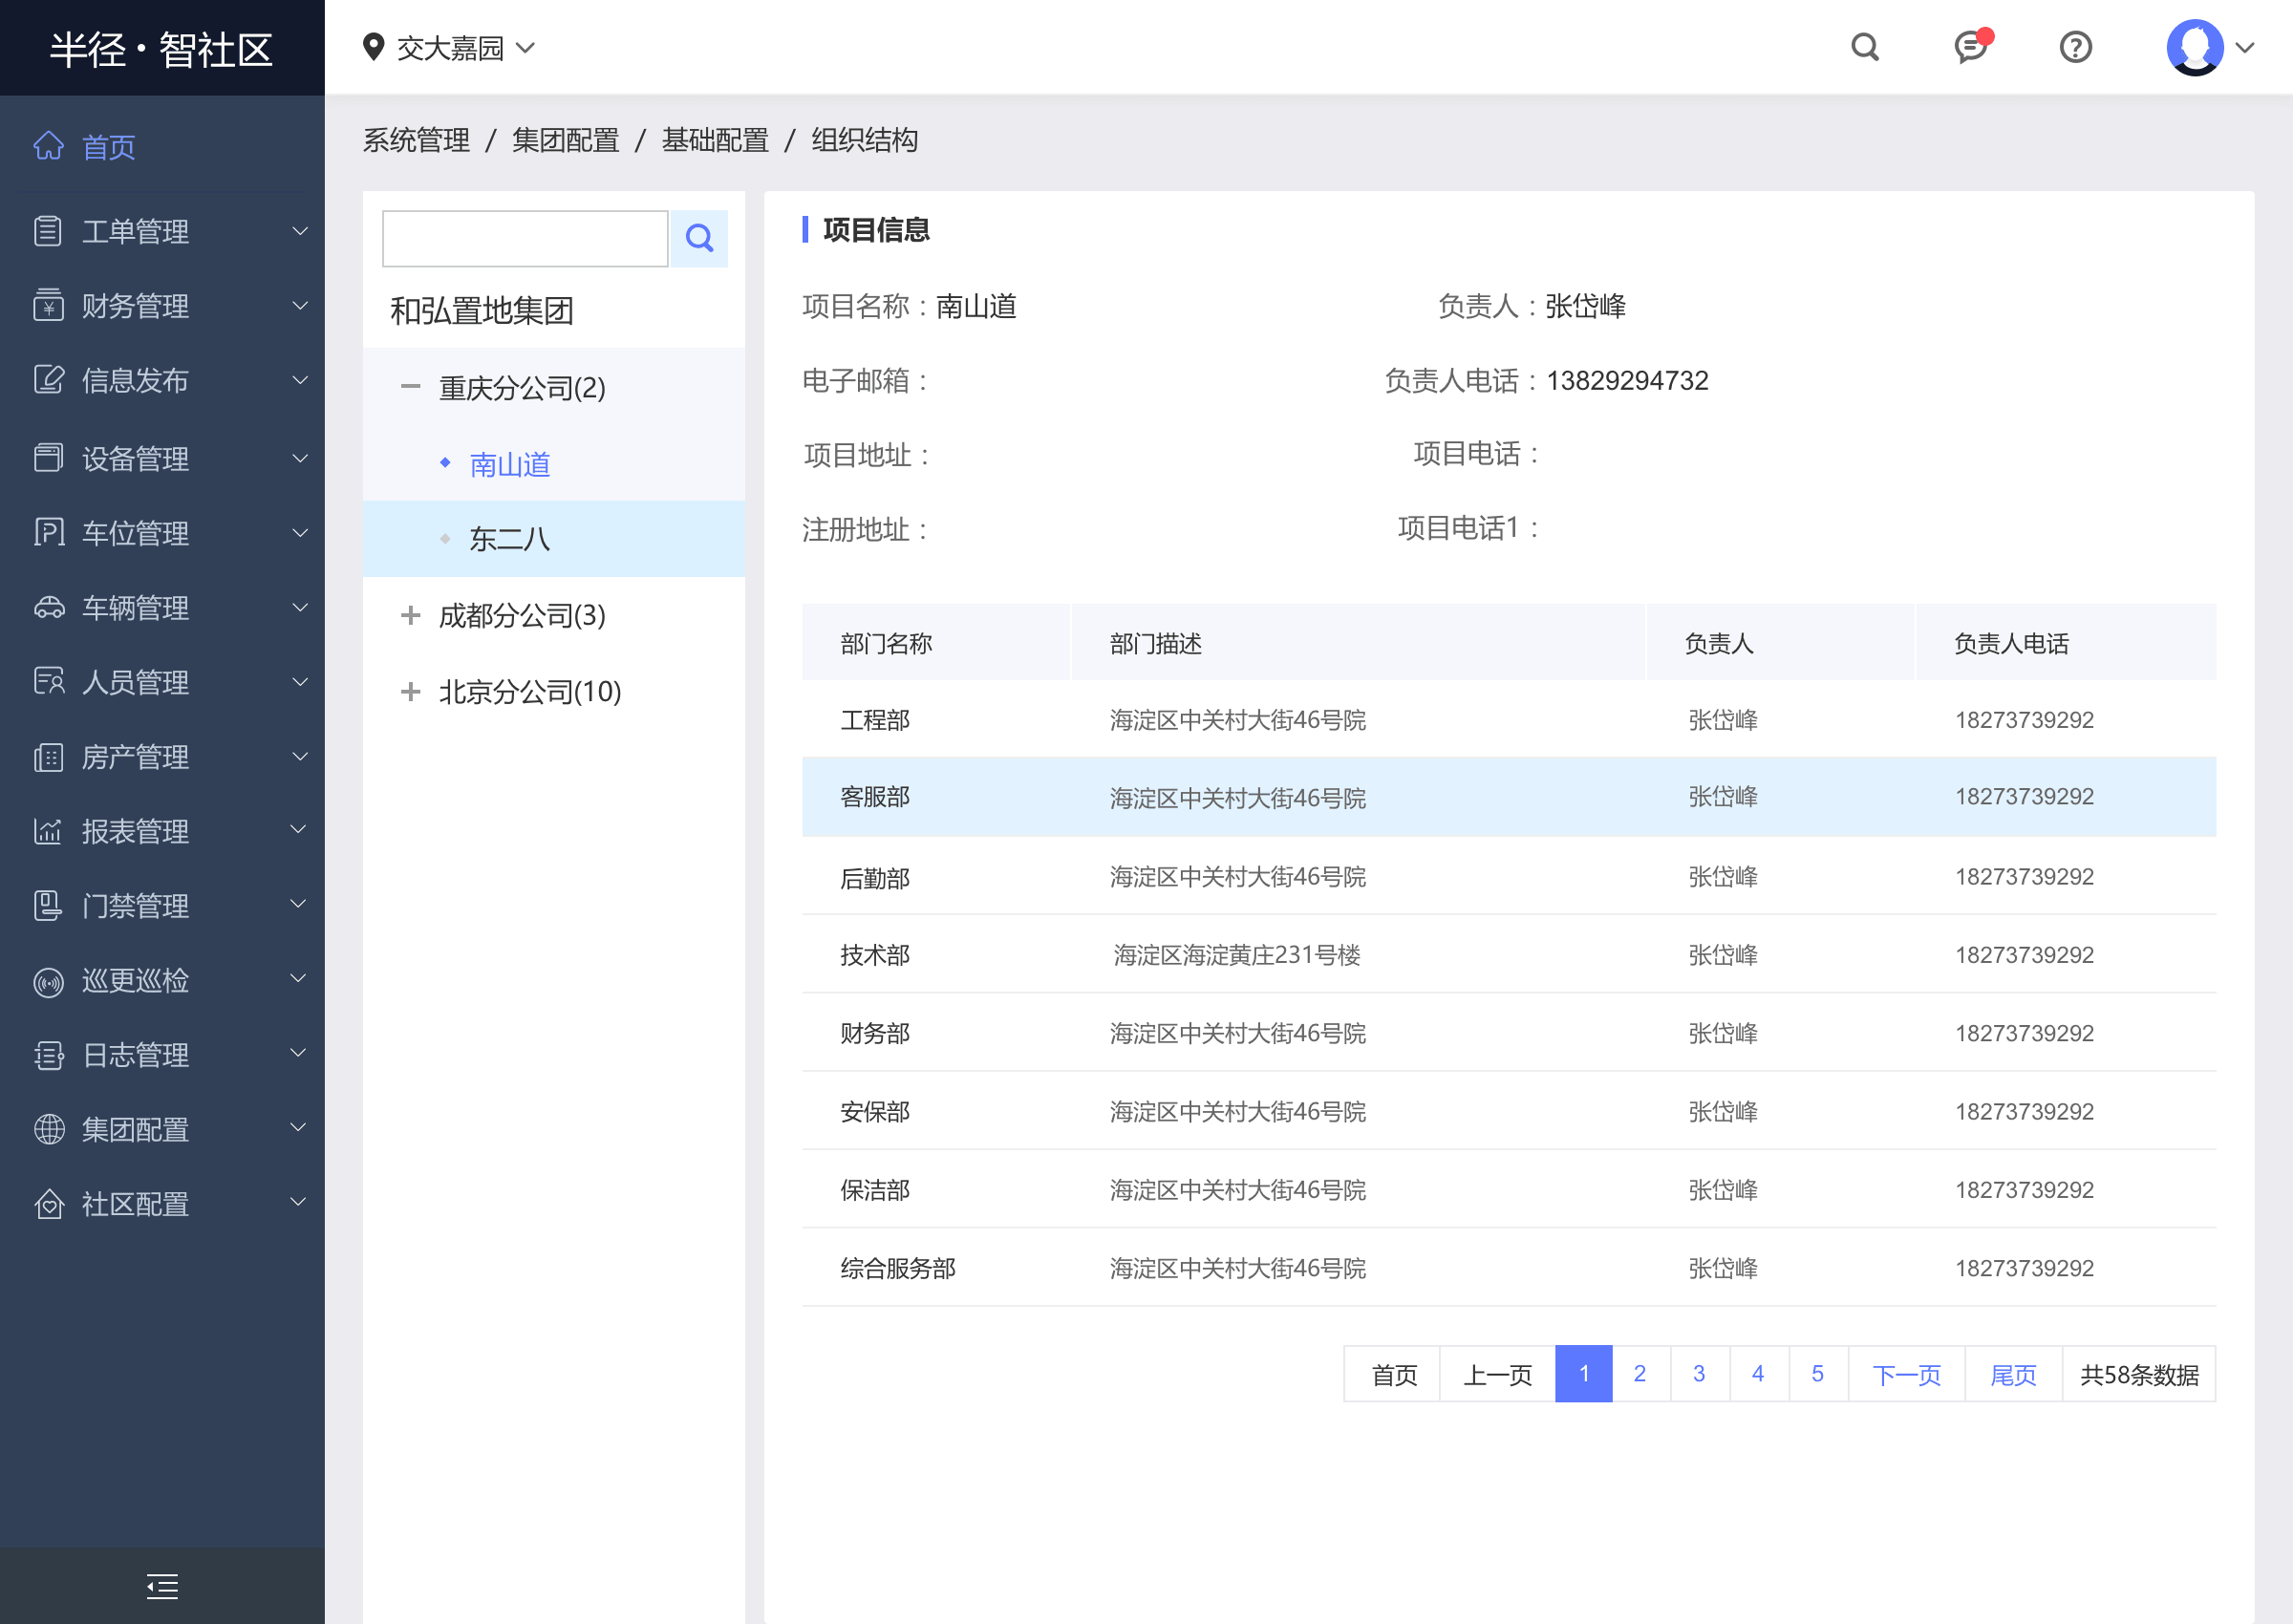 半径·智社区
交大嘉园
首页
工单管理
财务管理
信息发布
设备管理
车位管理
车辆管理
人员管理
房产管理
报表管理
门禁管理
巡更巡检
日志管理
集团配置
社区配置
系统管理 / 集团配置 / 基础配置 / 组织结构
和弘置地集团
重庆分公司(2)
南山道
东二八
成都分公司(3)
北京分公司(10)
项目信息
项目名称：南山道 负责人：张岱峰
电子邮箱： 负责人电话：13829294732
项目地址： 项目电话：
注册地址： 项目电话1：
部门名称 部门描述 负责人 负责人电话
工程部 海淀区中关村大街46号院 张岱峰 18273739292
客服部 海淀区中关村大街46号院 张岱峰 18273739292
后勤部 海淀区中关村大街46号院 张岱峰 18273739292
技术部 海淀区海淀黄庄231号楼 张岱峰 18273739292
财务部 海淀区中关村大街46号院 张岱峰 18273739292
安保部 海淀区中关村大街46号院 张岱峰 18273739292
保洁部 海淀区中关村大街46号院 张岱峰 18273739292
综合服务部 海淀区中关村大街46号院 张岱峰 18273739292
首页 上一页 1 2 3 4 5 下一页 尾页 共58条数据